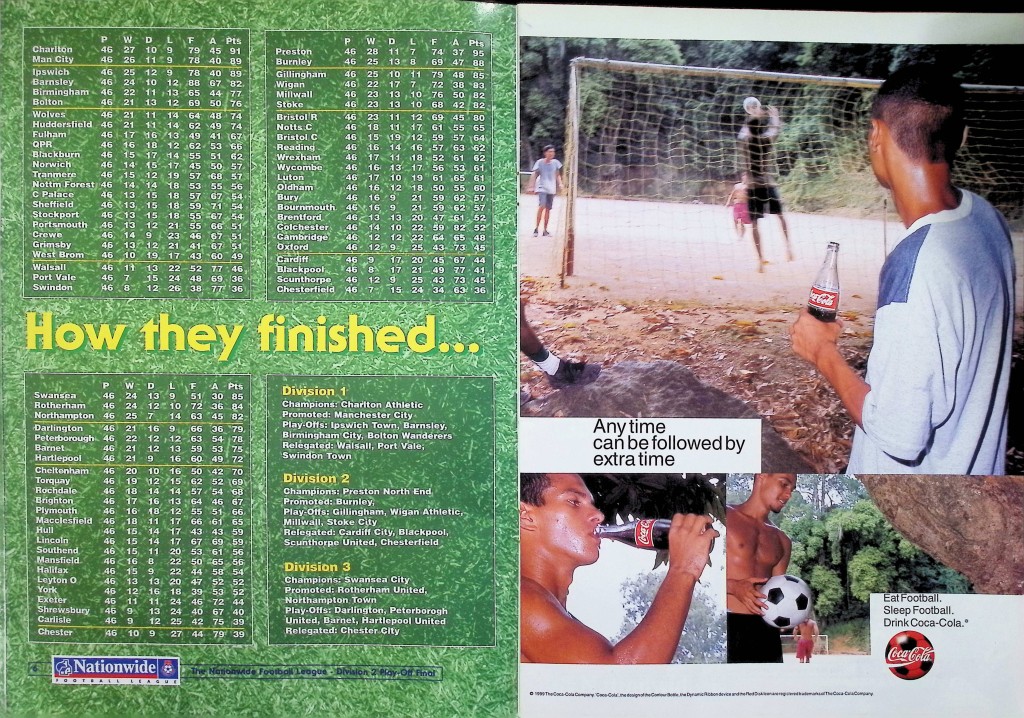 P W D L F A Pts
Charlton 46 27 10 9 79 45 91
Man City 46 26 11 9 78 40 89
Ipswich 46 25 12 9 78 40 89
Barnsley 46 24 10 12 88 67 82
Birmingham 46 22 11 13 65 44 77
Bolton 46 21 13 12 69 50 76
Wolves 46 21 11 14 64 48 74
Huddersfield 46 21 11 14 62 49 74
Fulham 46 17 16 13 49 41 67
QPR 46 16 18 12 62 53 66
Blackburn 46 15 17 14 55 51 62
Norwich 46 14 15 17 45 50 57
Tranmere 46 15 12 19 57 68 57
Nottm Forest 46 14 14 18 53 55 56
C Palace 46 13 15 18 57 67 54
Sheffield 46 13 15 18 59 71 54
Stockport 46 13 15 18 55 67 54
Portsmouth 46 13 12 21 55 66 51
Crewe 46 14 9 23 46 67 51
Grimsby 46 13 12 21 41 67 51
West Brom 46 10 19 17 43 60 49
Walsall 46 11 13 22 52 77 46
Port Vale 46 7 15 24 48 69 36
Swindon 46 8 12 26 38 77 36
P W D L F A Pts
Preston 46 28 11 7 74 37 95
Burnley 46 25 13 8 69 47 88
Gillingham 46 25 10 11 79 48 85
Wigan 46 22 17 7 72 38 83
Millwall 46 23 13 10 76 50 82
Stoke 46 23 13 10 68 42 82
Bristol R 46 23 11 12 69 45 80
Notts C 46 18 11 17 61 55 65
Bristol C 46 15 19 12 59 57 64
Reading 46 16 14 16 57 63 62
Wrexham 46 17 11 18 52 61 62
Wycombe 46 16 13 17 56 53 61
Luton 46 17 10 19 61 65 61
Oldham 46 16 12 18 50 55 60
Bury 46 16 9 21 59 62 57
Bournemouth 46 16 9 21 59 62 57
Brentford 46 13 13 20 47 61 52
Colchester 46 14 10 22 59 82 52
Cambridge 46 12 12 22 64 65 48
Oxford 46 12 9 25 43 73 45
Cardiff 46 9 17 20 45 67 44
Blackpool 46 8 17 21 49 77 41
Scunthorpe 46 12 9 25 43 73 45
Chesterfield 46 7 15 24 34 63 36
How they finished...
P W D L F A Pts
Swansea 46 24 13 9 51 30 85
Rotherham 46 24 12 10 72 36 84
Northampton 46 25 7 14 63 45 82
Darlington 46 21 16 9 66 36 79
Peterborough 46 22 12 12 63 54 78
Barnet 46 21 12 13 59 53 75
Hartlepool 46 21 9 16 60 49 72
Cheltenham 46 20 10 16 50 42 70
Torquay 46 19 12 15 62 52 69
Rochdale 46 18 14 14 57 54 68
Brighton 46 17 16 13 64 46 67
Plymouth 46 16 18 12 55 51 66
Macclesfield 46 18 11 17 66 61 65
Hull 46 15 14 17 43 43 59
Lincoln 46 15 14 17 67 69 59
Southend 46 15 11 20 53 61 56
Mansfield 46 16 8 22 50 65 56
Halifax 46 15 9 22 44 58 54
Leyton O 46 13 13 20 47 52 52
York 46 12 16 18 39 53 52
Exeter 46 11 11 24 46 72 44
Shrewsbury 46 9 13 24 40 67 40
Carlisle 46 9 12 25 42 75 39
Chester 46 10 9 27 44 79 39
Division 1
Champions: Charlton Athletic
Promoted: Manchester City
Play-Offs: Ipswich Town, Barnsley,
Birmingham City, Bolton Wanderers
Relegated: Walsall, Port Vale,
Swindon Town
Division 2
Champions: Preston North End
Promoted: Burnley,
Play-Offs: Gillingham, Wigan Athletic,
Millwall, Stoke City
Relegated: Cardiff City, Blackpool,
Scunthorpe United, Chesterfield
Division 3
Champions: Swansea City
Promoted: Rotherham United,
Northampton Town
Play-Offs: Darlington, Peterborogh
United, Barnet, Hartlepool United
Relegated: Chester City
Nationwide
FOOTBALL LEAGUE
The Nationwide Football League - Division 2 Play-Off Final
Coca-Cola
Any time
can be followed by
extra time
Coca-Cola
Eat Football.
Sleep Football.
Drink Coca-Cola.®
Coca-Cola
© 1999 The Coca-Cola Company. 'Coca-Cola', the design of the Contour Bottle, the Dynamic Ribbon device and the Red Disk icon are registered trademarks of The Coca-Cola Company